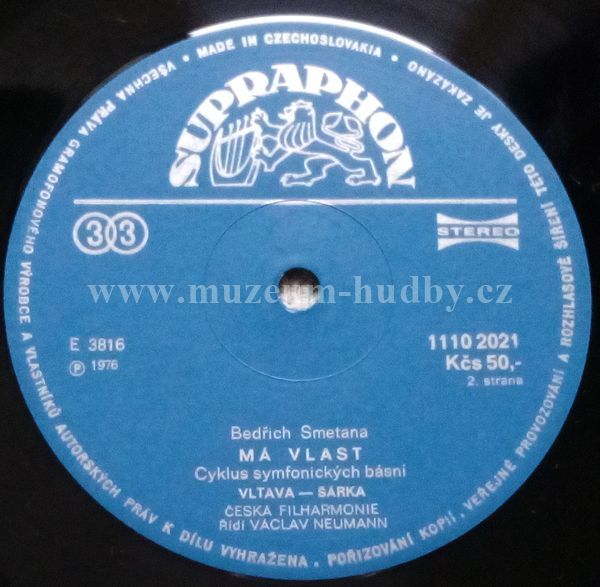 VŠECHNA PRÁVA GRAMOFONOVÉHO VÝROBCE A VLASTNÍKŮ AUTORSKÝCH PRÁV K DÍLU VYHRAŽENA • POŘIZOVÁNÍ KOPIÍ, VEŘEJNÉ PROVOZOVÁNÍ A ROZHLASOVÉ ŠÍŘENÍ TÉTO DESKY JE ZAKÁZÁNO • MADE IN CZECHOSLOVAKIA •
SUPRAPHON
33
STEREO
www.muzeum-hudby.cz
E 3816
1110 2021
Ⓟ 1976
Kčs 50,-
2. strana
Bedřich Smetana
MÁ VLAST
Cyklus symfonických básní
VLTAVA — ŠÁRKA
ČESKÁ FILHARMONIE
Řídí VÁCLAV NEUMANN